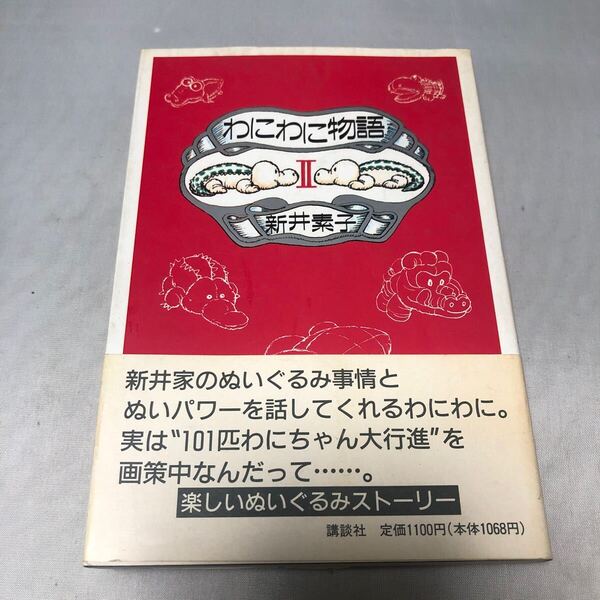 わにわに物語
II
新井素子
新井家のぬいぐるみ事情と
ぬいパワーを話してくれるわにわに。
実は“101匹わにちゃん大行進”を
画策中なんだって……。
楽しいぬいぐるみストーリー
講談社 定価1100円(本体1068円)